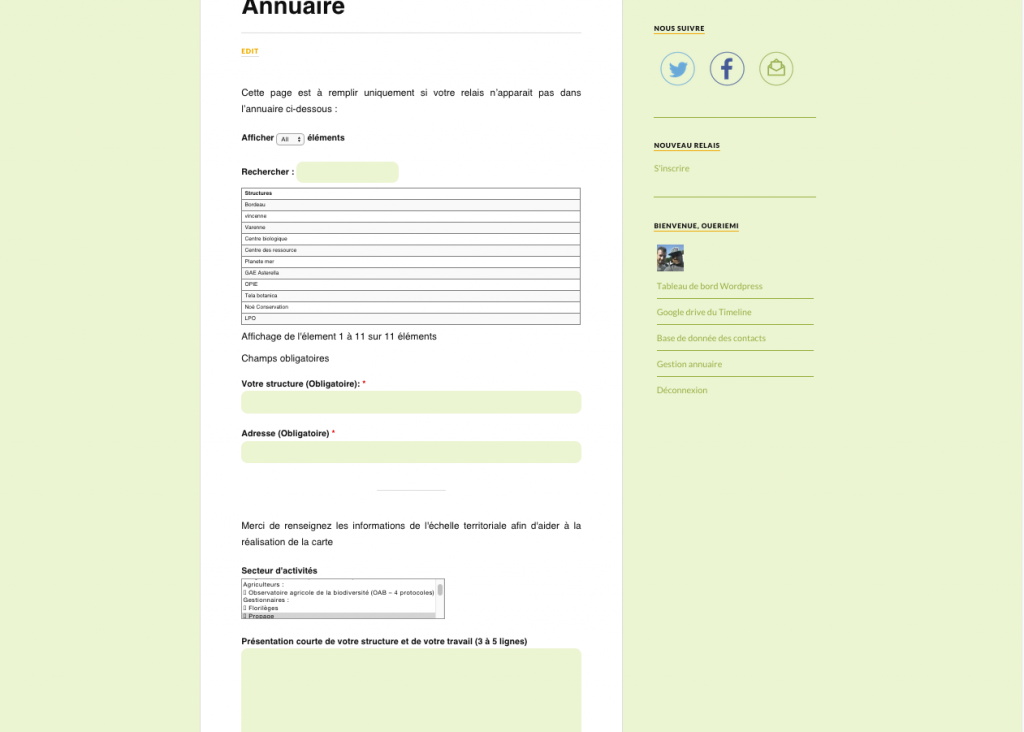 Annuaire
EDIT
Cette page est à remplir uniquement si votre relais n'apparait pas dans
l'annuaire ci-dessous :
Afficher All éléments
Rechercher :
Structures
Bordeau
vincenne
Varenne
Centre biologique
Centre des ressource
Planete mer
GAE Asterella
OPIE
Tela botanica
Noé Conservation
LPO
Affichage de l'élement 1 à 11 sur 11 éléments
Champs obligatoires
Votre structure (Obligatoire): *
Adresse (Obligatoire) *
Merci de renseignez les informations de l'échelle territoriale afin d'aider à la
réalisation de la carte
Secteur d'activités
Agriculteurs :
Observatoire agricole de la biodiversité (OAB – 4 protocoles)
Gestionnaires :
Florilèges
Propage
Présentation courte de votre structure et de votre travail (3 à 5 lignes)
NOUS SUIVRE
NOUVEAU RELAIS
S'inscrire
BIENVENUE, OUERIEMI
Tableau de bord Wordpress
Google drive du Timeline
Base de donnée des contacts
Gestion annuaire
Déconnexion